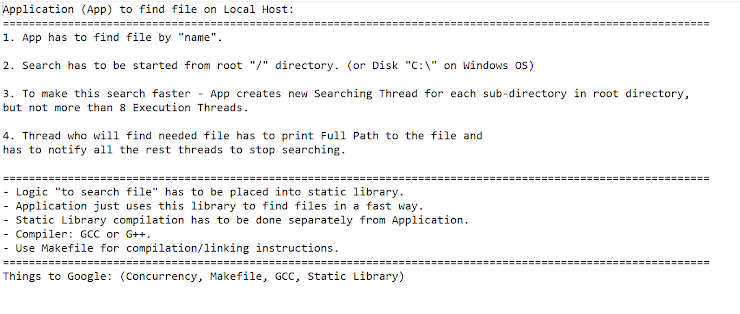 Application (App) to find file on Local Host:
=============================================================================================================
1. App has to find file by "name".
2. Search has to be started from root "/" directory. (or Disk "C:\" on Windows OS)
3. To make this search faster - App creates new Searching Thread for each sub-directory in root directory,
but not more than 8 Execution Threads.
4. Thread who will find needed file has to print Full Path to the file and
has to notify all the rest threads to stop searching.
=============================================================================================================
- Logic "to search file" has to be placed into static library.
- Application just uses this library to find files in a fast way.
- Static Library compilation has to be done separately from Application.
- Compiler: GCC or G++.
- Use Makefile for compilation/linking instructions.
=============================================================================================================
Things to Google: (Concurrency, Makefile, GCC, Static Library)